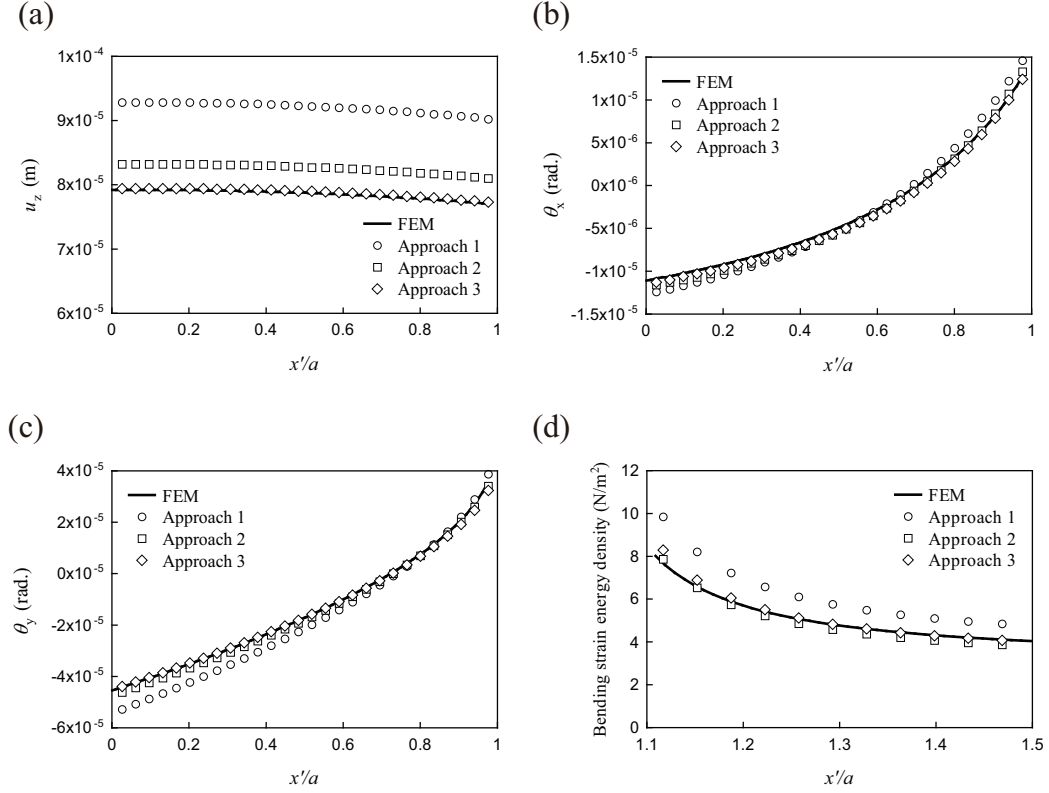 (a)
1x10⁻⁴
9x10⁻⁵
8x10⁻⁵
7x10⁻⁵
6x10⁻⁵
u_z (m)
FEM
Approach 1
Approach 2
Approach 3
0 0.2 0.4 0.6 0.8 1
x'/a
(b)
1.5x10⁻⁵
1x10⁻⁵
5x10⁻⁶
0x10⁻⁶
-5x10⁻⁶
-1x10⁻⁵
-1.5x10⁻⁵
θ_x (rad.)
FEM
Approach 1
Approach 2
Approach 3
0 0.2 0.4 0.6 0.8 1
x'/a
(c)
4x10⁻⁵
2x10⁻⁵
0x10⁻⁵
-2x10⁻⁵
-4x10⁻⁵
-6x10⁻⁵
θ_y (rad.)
FEM
Approach 1
Approach 2
Approach 3
0 0.2 0.4 0.6 0.8 1
x'/a
(d)
12
10
8
6
4
2
0
Bending strain energy density (N/m²)
FEM
Approach 1
Approach 2
Approach 3
1.1 1.2 1.3 1.4 1.5
x'/a